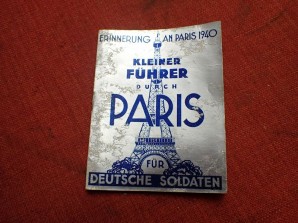 ERINNERUNG AN PARIS 1940
KLEINER
FÜHRER
DURCH
PARIS
FÜR
DEUTSCHE SOLDATEN